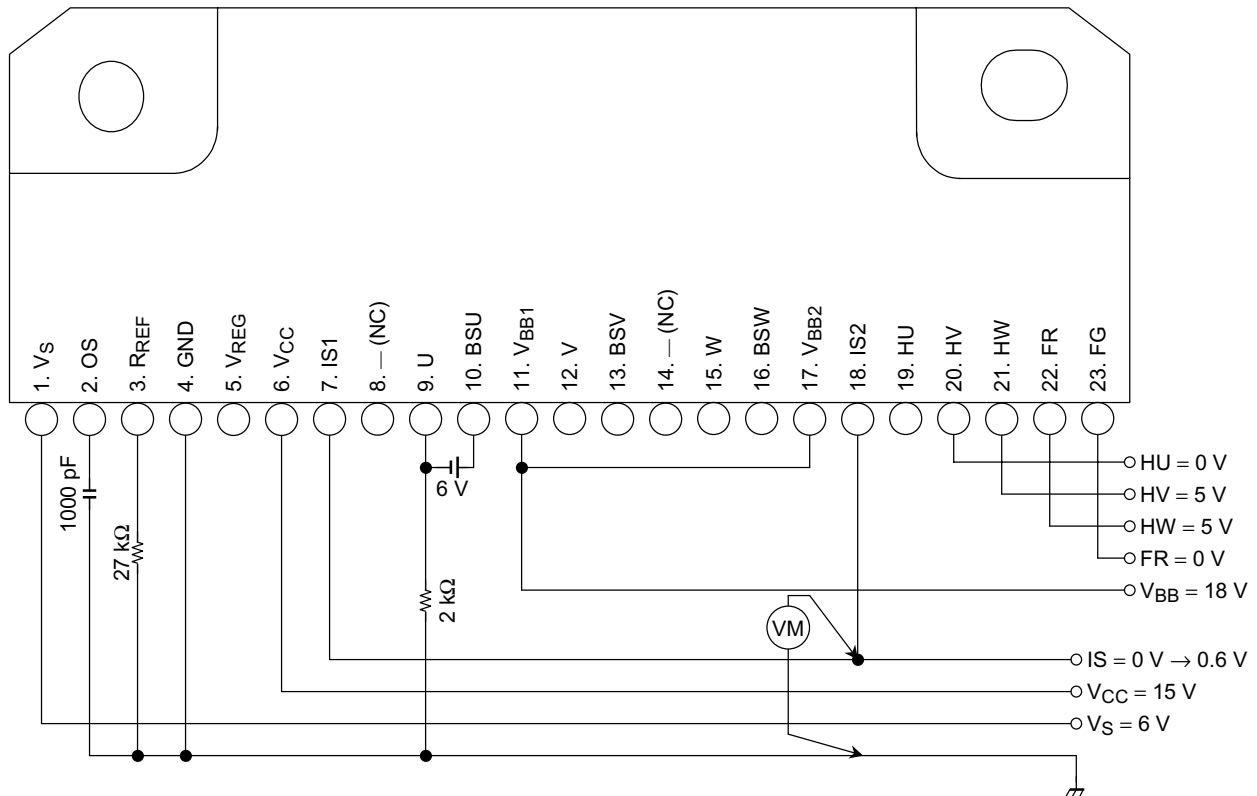 1. VS
2. OS
3. RREF
4. GND
5. VREG
6. VCC
7. IS1
8. — (NC)
9. U
10. BSU
11. VBB1
12. V
13. BSV
14. — (NC)
15. W
16. BSW
17. VBB2
18. IS2
19. HU
20. HV
21. HW
22. FR
23. FG
1000 pF
27 kΩ
6 V
2 kΩ
VM
HU = 0 V
HV = 5 V
HW = 5 V
FR = 0 V
VBB = 18 V
IS = 0 V → 0.6 V
VCC = 15 V
VS = 6 V